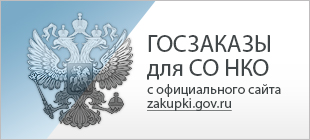 ГОСЗАКАЗЫ
для СО НКО
с официального сайта
zakupki.gov.ru